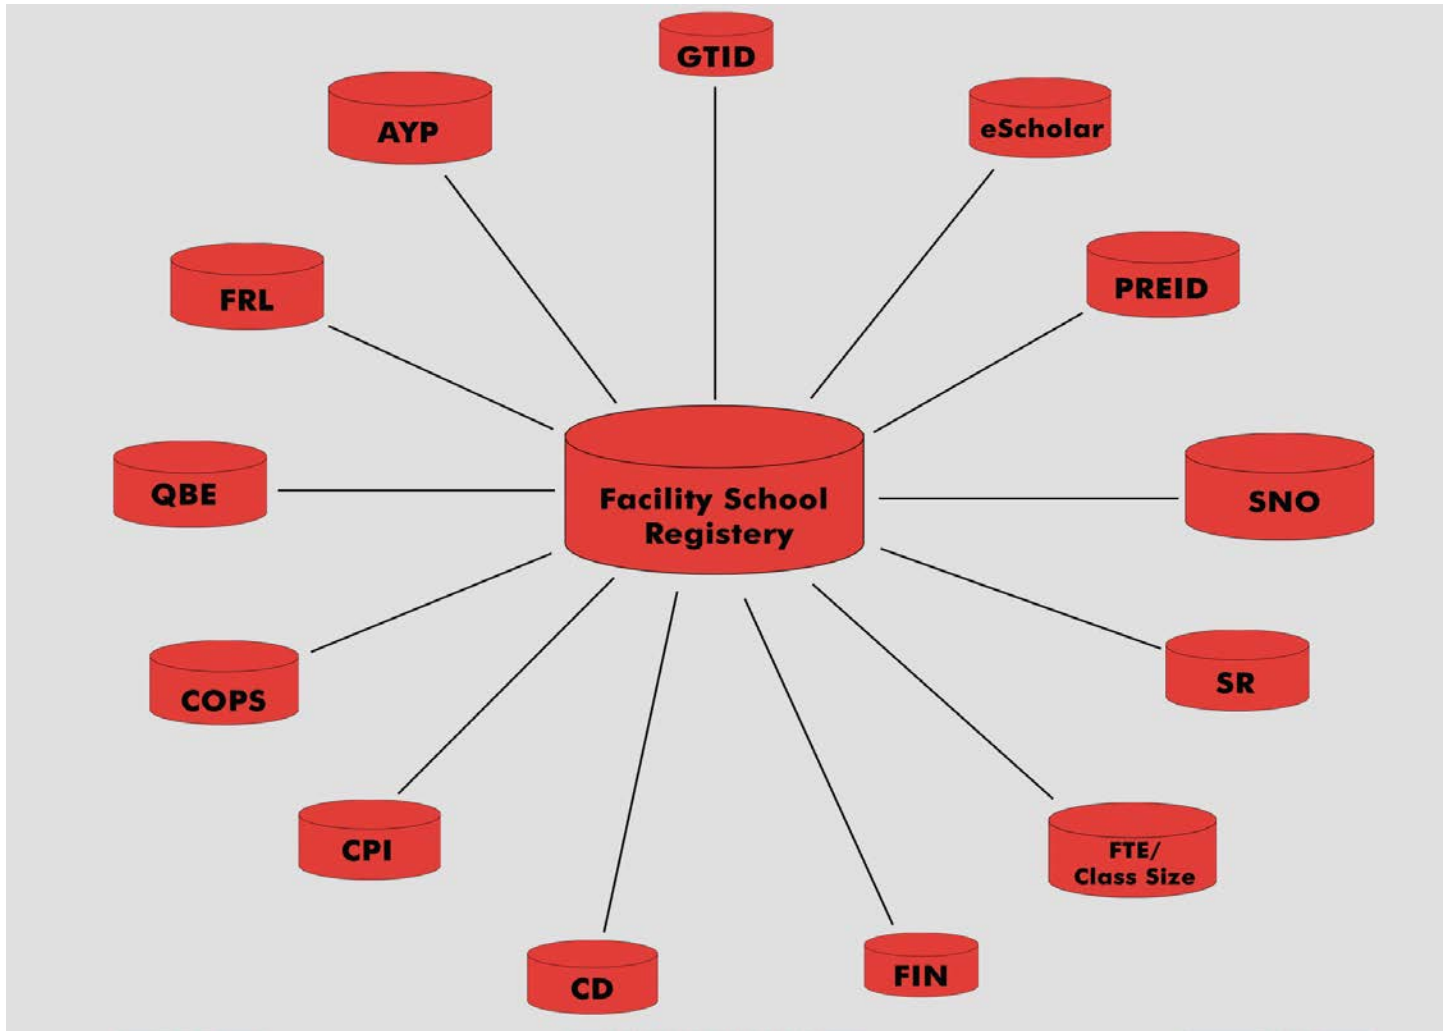 GTID
AYP
eScholar
FRL
PREID
Facility School
Registery
QBE
SNO
COPS
SR
CPI
FTE/
Class Size
CD
FIN